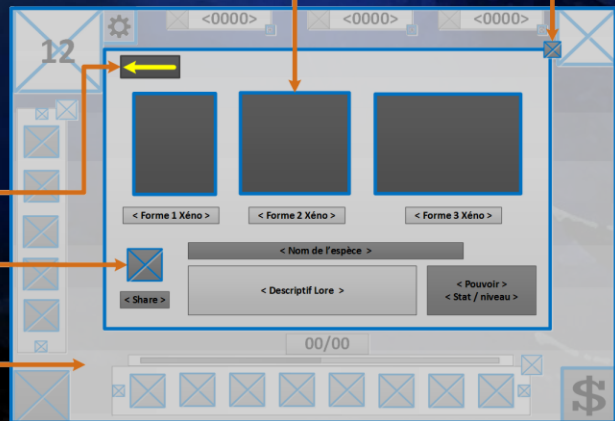 <0000>
<0000>
<0000>
12
< Forme 1 Xéno >
< Forme 2 Xéno >
< Forme 3 Xéno >
< Nom de l'espèce >
< Share >
< Descriptif Lore >
< Pouvoir >
< Stat / niveau >
00/00
$